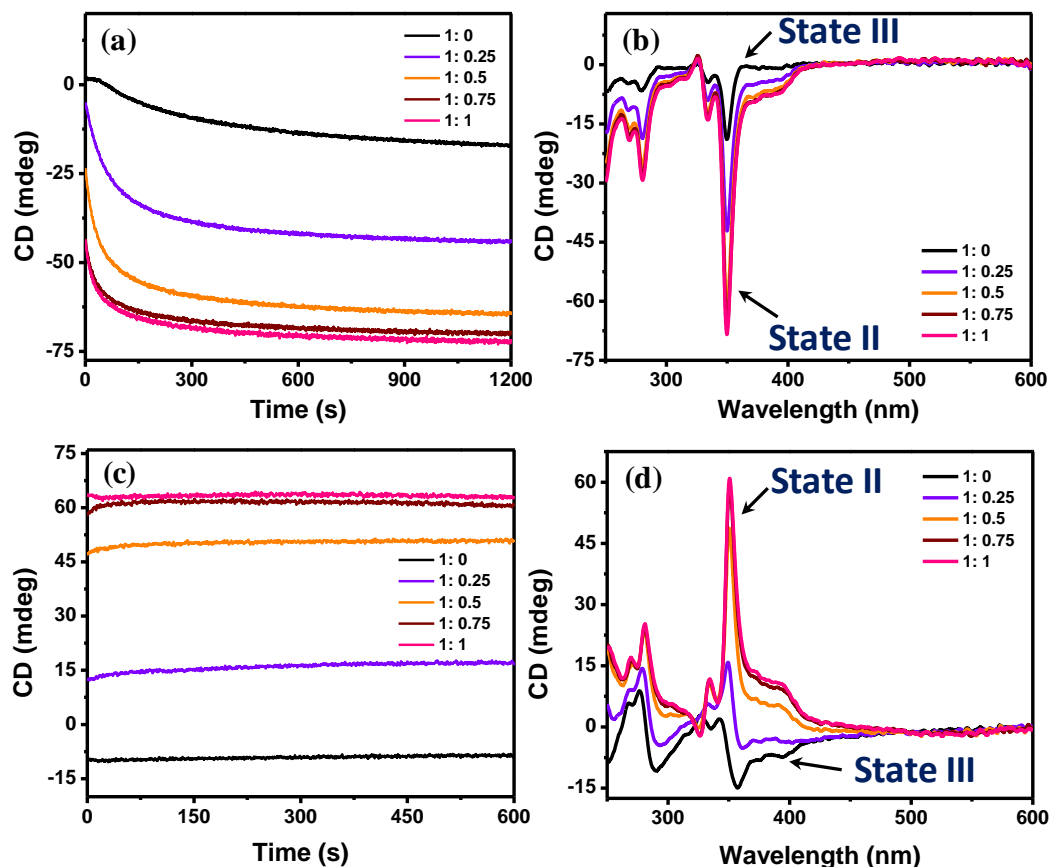 (a)
1: 0
1: 0.25
1: 0.5
1: 0.75
1: 1
0
-25
-50
-75
CD (mdeg)
0 300 600 900 1200
Time (s)
(b)
State III
State II
1: 0
1: 0.25
1: 0.5
1: 0.75
1: 1
0
-15
-30
-45
-60
-75
CD (mdeg)
300 400 500 600
Wavelength (nm)
(c)
1: 0
1: 0.25
1: 0.5
1: 0.75
1: 1
75
60
45
30
15
0
-15
CD (mdeg)
0 150 300 450 600
Time (s)
(d)
State II
State III
1: 0
1: 0.25
1: 0.5
1: 0.75
1: 1
60
45
30
15
0
-15
CD (mdeg)
300 400 500 600
Wavelength (nm)